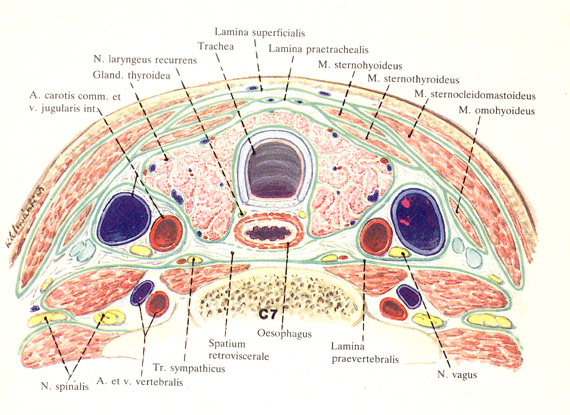 Lamina superficialis
Trachea
Lamina praetrachealis
N. laryngeus recurrens
M. sternohyoideus
Gland. thyroidea
M. sternothyroideus
A. carotis comm. et
v. jugularis int.
M. sternocleidomastoideus
M. omohyoideus
C7
Oesophagus
Spatium
retroviscerale
Lamina
praevertebralis
Tr. sympathicus
N. vagus
N. spinalis
A. et v. vertebralis